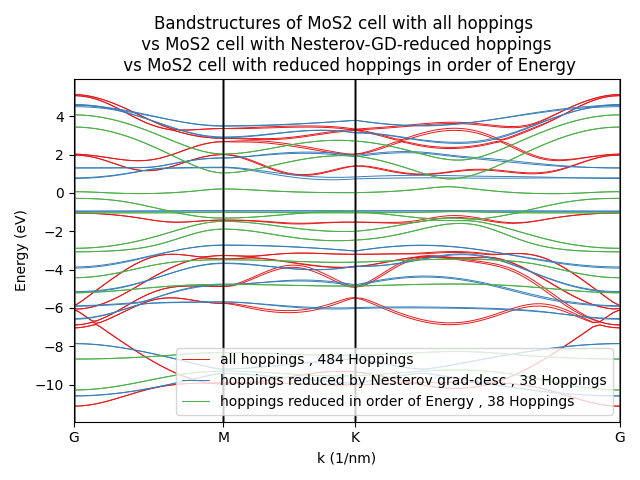 Bandstructures of MoS2 cell with all hoppings
vs MoS2 cell with Nesterov-GD-reduced hoppings
vs MoS2 cell with reduced hoppings in order of Energy
Energy (eV)
4
2
0
−2
−4
−6
−8
−10
all hoppings , 484 Hoppings
hoppings reduced by Nesterov grad-desc , 38 Hoppings
hoppings reduced in order of Energy , 38 Hoppings
G M K G
k (1/nm)